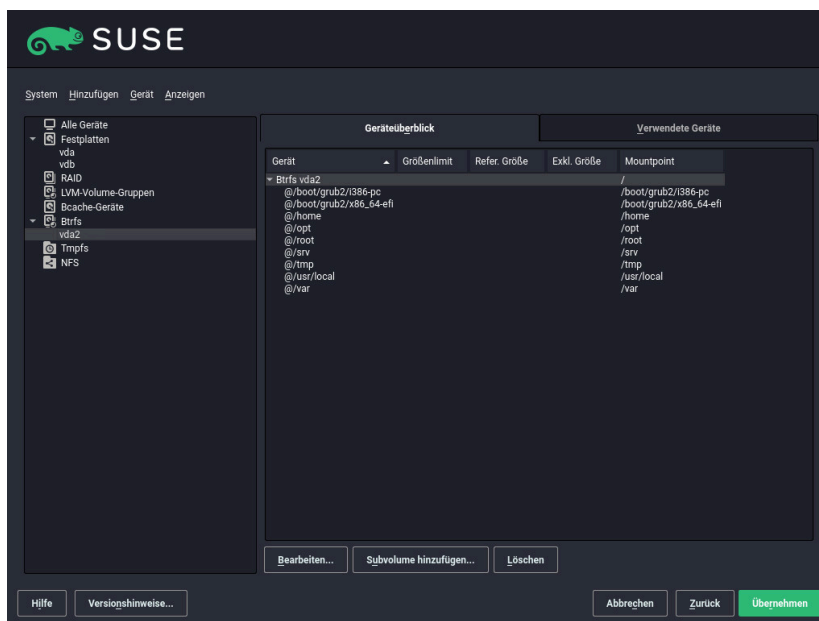 SUSE
System Hinzufügen Gerät Anzeigen
Alle Geräte
Festplatten
vda
vdb
RAID
LVM-Volume-Gruppen
Bcache-Geräte
Btrfs
vda2
Tmpfs
NFS
Geräteüberblick Verwendete Geräte
Gerät Größenlimit Refer. Größe Exkl. Größe Mountpoint
Btrfs vda2 /
@/boot/grub2/i386-pc /boot/grub2/i386-pc
@/boot/grub2/x86_64-efi /boot/grub2/x86_64-efi
@/home /home
@/opt /opt
@/root /root
@/srv /srv
@/tmp /tmp
@/usr/local /usr/local
@/var /var
Bearbeiten... Subvolume hinzufügen... Löschen
Hilfe Versionshinweise... Abbrechen Zurück Übernehmen